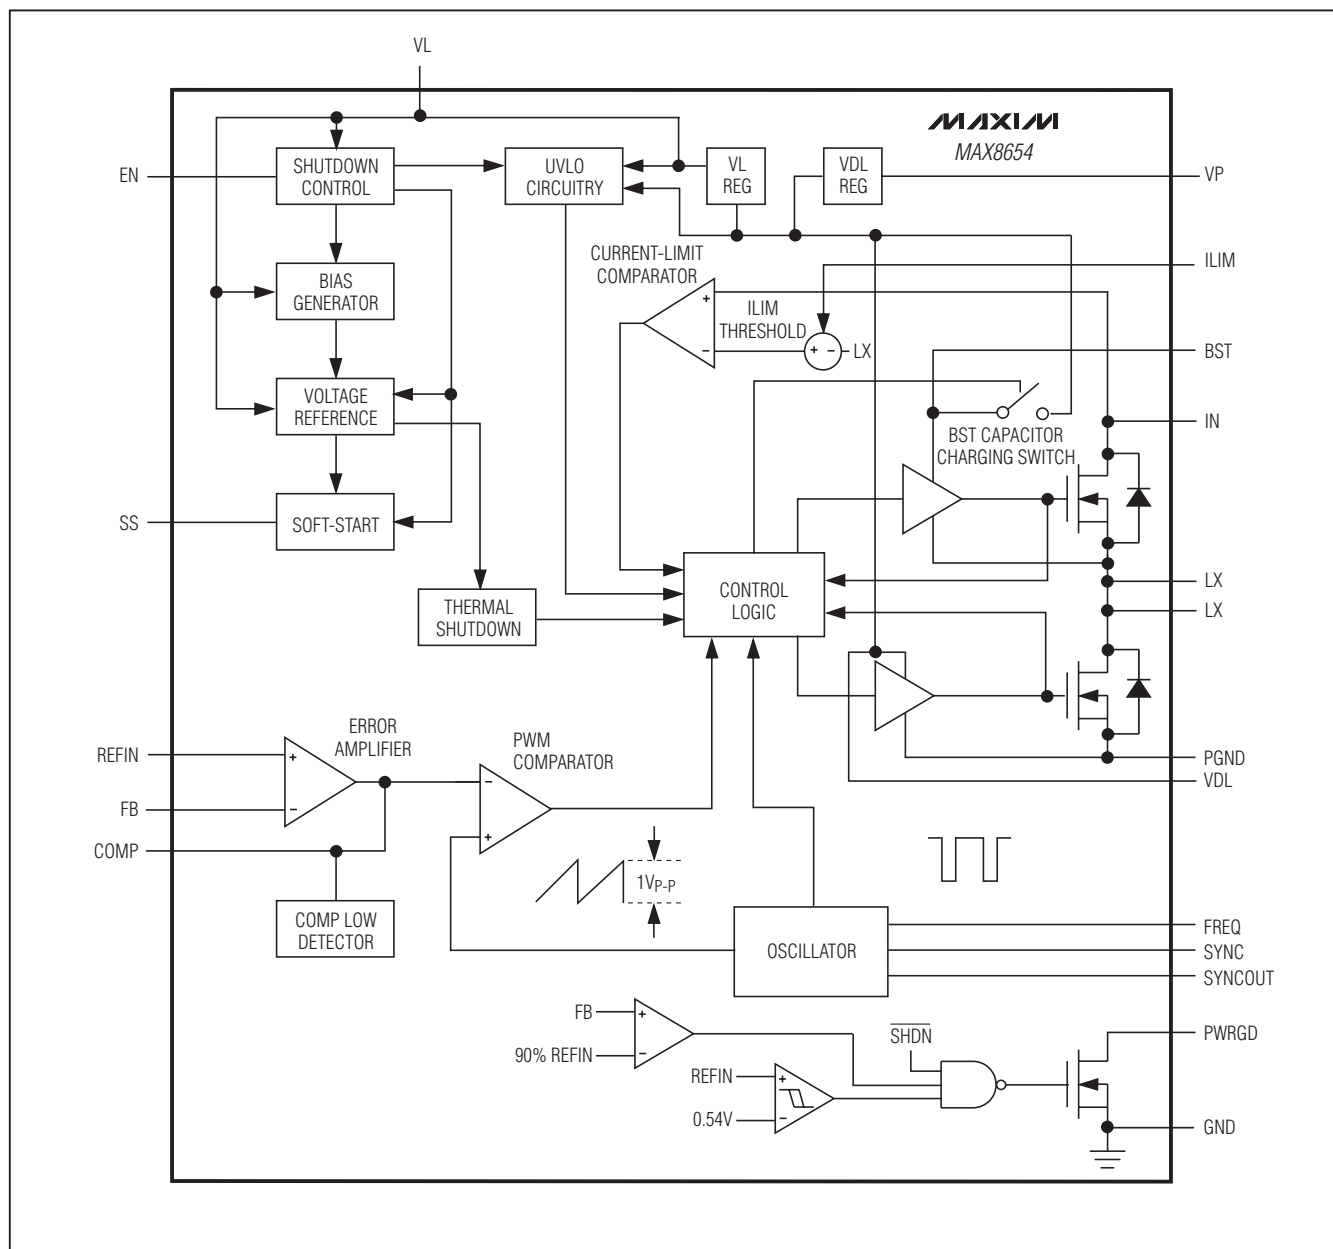 VL
MAXIM
MAX8654
EN
SHUTDOWN
CONTROL
UVLO
CIRCUITRY
VL
REG
VDL
REG
VP
CURRENT-LIMIT
COMPARATOR
ILIM
BIAS
GENERATOR
+
ILIM
THRESHOLD
−
+ −
LX
BST
VOLTAGE
REFERENCE
IN
BST CAPACITOR
CHARGING SWITCH
SS
SOFT-START
CONTROL
LOGIC
LX
LX
THERMAL
SHUTDOWN
ERROR
AMPLIFIER
PWM
COMPARATOR
REFIN
+
−
PGND
VDL
FB
−
+
COMP
1VP-P
COMP LOW
DETECTOR
OSCILLATOR
FREQ
SYNC
SYNCOUT
FB
+
90% REFIN
−
SHDN
PWRGD
REFIN
+
0.54V
−
GND